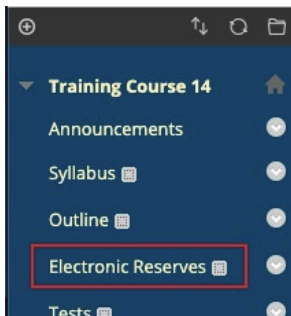 Training Course 14
Announcements
Syllabus
Outline
Electronic Reserves
Tests